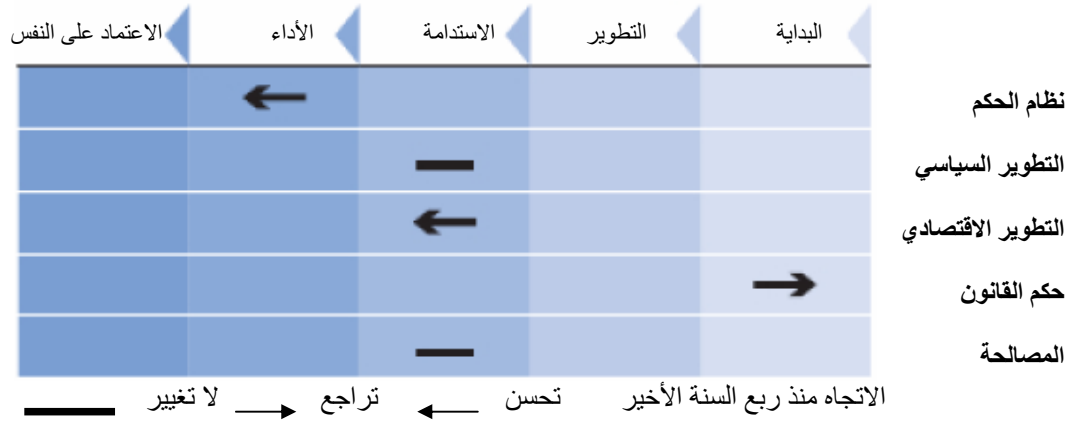 البداية التطوير الاستدامة الأداء الاعتماد على النفس
نظام الحكم
التطوير السياسي
التطوير الاقتصادي
حكم القانون
المصالحة
الاتجاه منذ ربع السنة الأخير تحسن تراجع لا تغيير